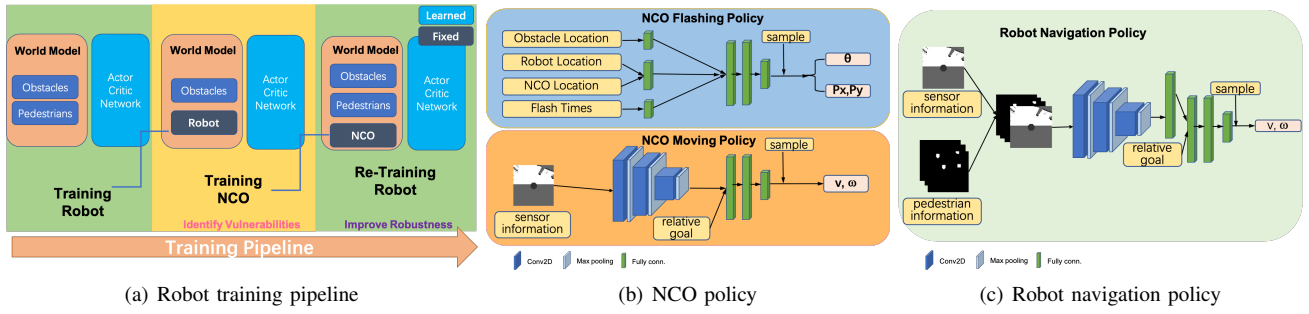 Learned
Fixed
World Model
Obstacles
Pedestrians
Actor
Critic
Network
World Model
Obstacles
Robot
Actor
Critic
Network
World Model
Obstacles
Pedestrians
NCO
Actor
Critic
Network
Training
Robot
Training
NCO
Re-Training
Robot
Identify Vulnerabilities
Improve Robustness
Training Pipeline
(a) Robot training pipeline
NCO Flashing Policy
Obstacle Location
Robot Location
NCO Location
Flash Times
sample
θ
Px,Py
NCO Moving Policy
sensor
information
relative
goal
sample
v, ω
Conv2D
Max pooling
Fully conn.
(b) NCO policy
Robot Navigation Policy
sensor
information
pedestrian
information
relative
goal
sample
v, ω
Conv2D
Max pooling
Fully conn.
(c) Robot navigation policy